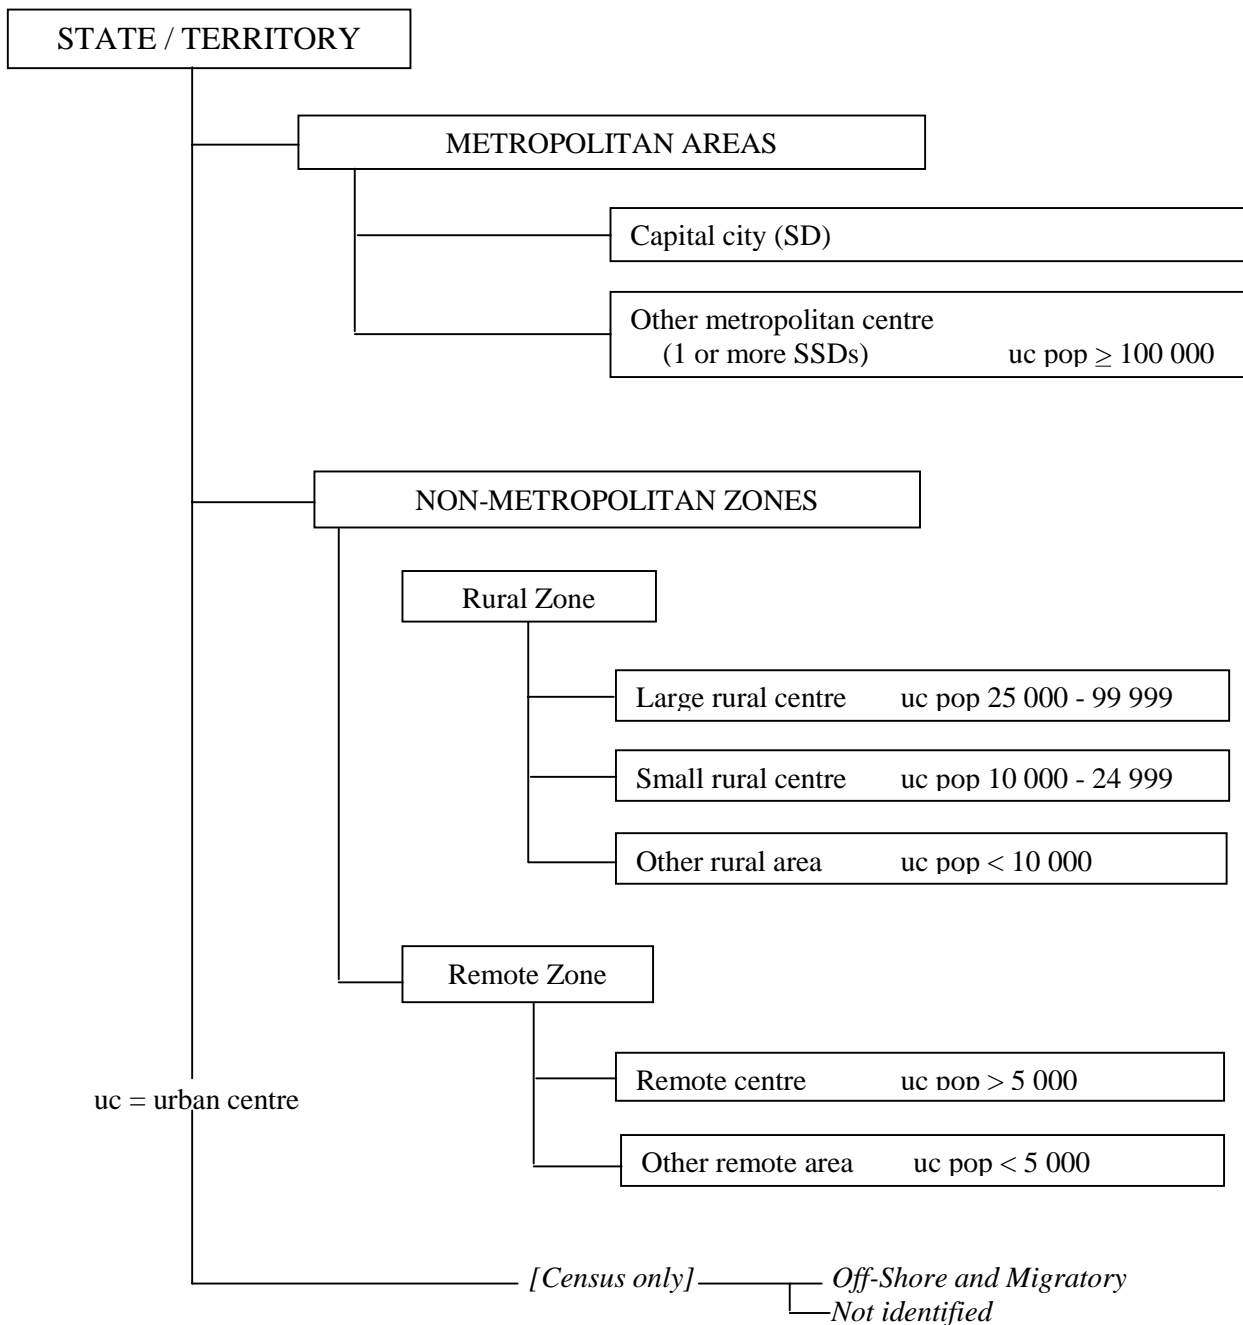 STATE / TERRITORY
METROPOLITAN AREAS
Capital city (SD)
Other metropolitan centre
(1 or more SSDs) uc pop ≥ 100 000
NON-METROPOLITAN ZONES
Rural Zone
Large rural centre uc pop 25 000 - 99 999
Small rural centre uc pop 10 000 - 24 999
Other rural area uc pop < 10 000
Remote Zone
Remote centre uc pop > 5 000
uc = urban centre
Other remote area uc pop < 5 000
[Census only] Off-Shore and Migratory
Not identified